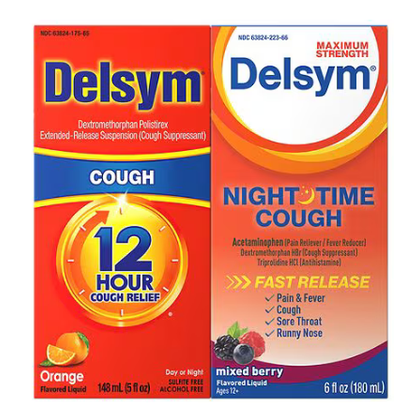 NDC 63824-175-65
Delsym®
Dextromethorphan Polistirex
Extended-Release Suspension (Cough Suppressant)
COUGH
12
HOUR
COUGH RELIEF
Orange
Flavored Liquid
148 mL (5 fl oz)
Day or Night
SULFITE FREE
ALCOHOL FREE
NDC 63824-223-66
MAXIMUM
STRENGTH
Delsym®
NIGHT TIME
COUGH
Acetaminophen (Pain Reliever / Fever Reducer)
Dextromethorphan HBr (Cough Suppressant)
Triprolidine HCl (Antihistamine)
FAST RELEASE
Pain & Fever
Cough
Sore Throat
Runny Nose
mixed berry
Flavored Liquid
Ages 12+
6 fl oz (180 mL)